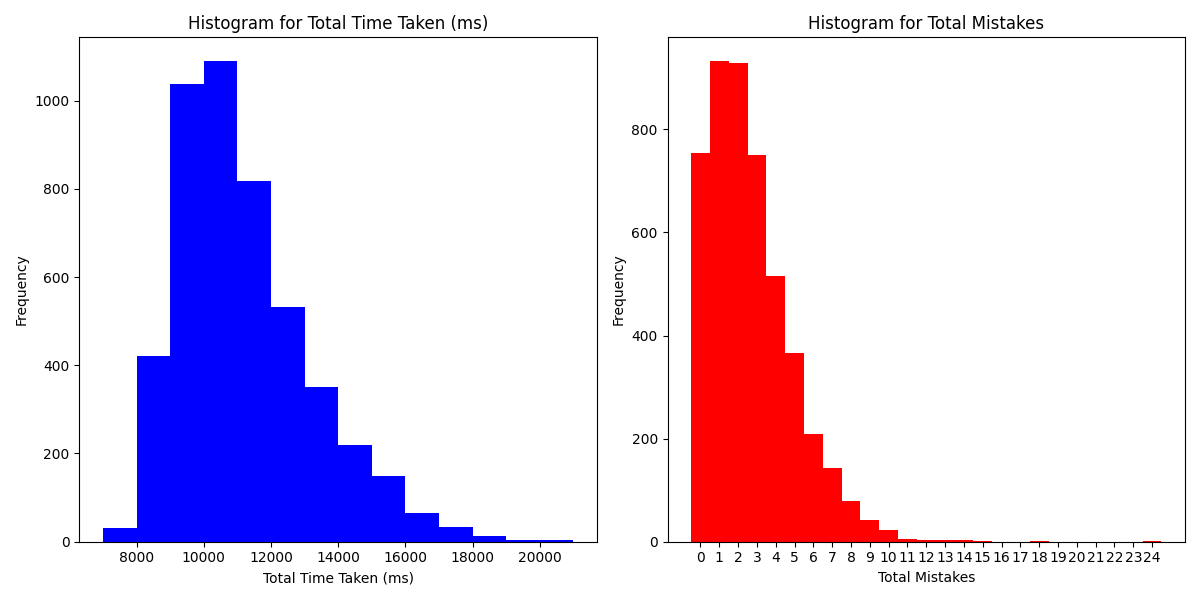 Histogram for Total Time Taken (ms)
Frequency
1000
800
600
400
200
0
8000 10000 12000 14000 16000 18000 20000
Total Time Taken (ms)
Histogram for Total Mistakes
Frequency
800
600
400
200
0
0 1 2 3 4 5 6 7 8 9 10 11 12 13 14 15 16 17 18 19 20 21 22 23 24
Total Mistakes